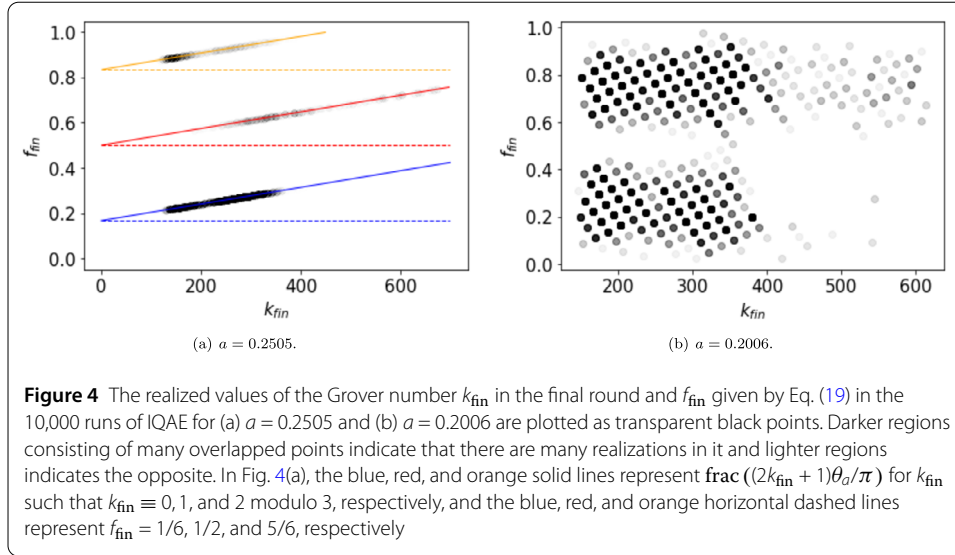 1.0
0.8
0.6
0.4
0.2
0.0
f_fin
0 200 400 600
k_fin
(a) a = 0.2505.
1.0
0.8
0.6
0.4
0.2
0.0
f_fin
200 300 400 500 600
k_fin
(b) a = 0.2006.
Figure 4 The realized values of the Grover number k_fin in the final round and f_fin given by Eq. (19) in the
10,000 runs of IQAE for (a) a = 0.2505 and (b) a = 0.2006 are plotted as transparent black points. Darker regions
consisting of many overlapped points indicate that there are many realizations in it and lighter regions
indicates the opposite. In Fig. 4(a), the blue, red, and orange solid lines represent frac ((2k_fin + 1)θ_a/π) for k_fin
such that k_fin ≡ 0, 1, and 2 modulo 3, respectively, and the blue, red, and orange horizontal dashed lines
represent f_fin = 1/6, 1/2, and 5/6, respectively